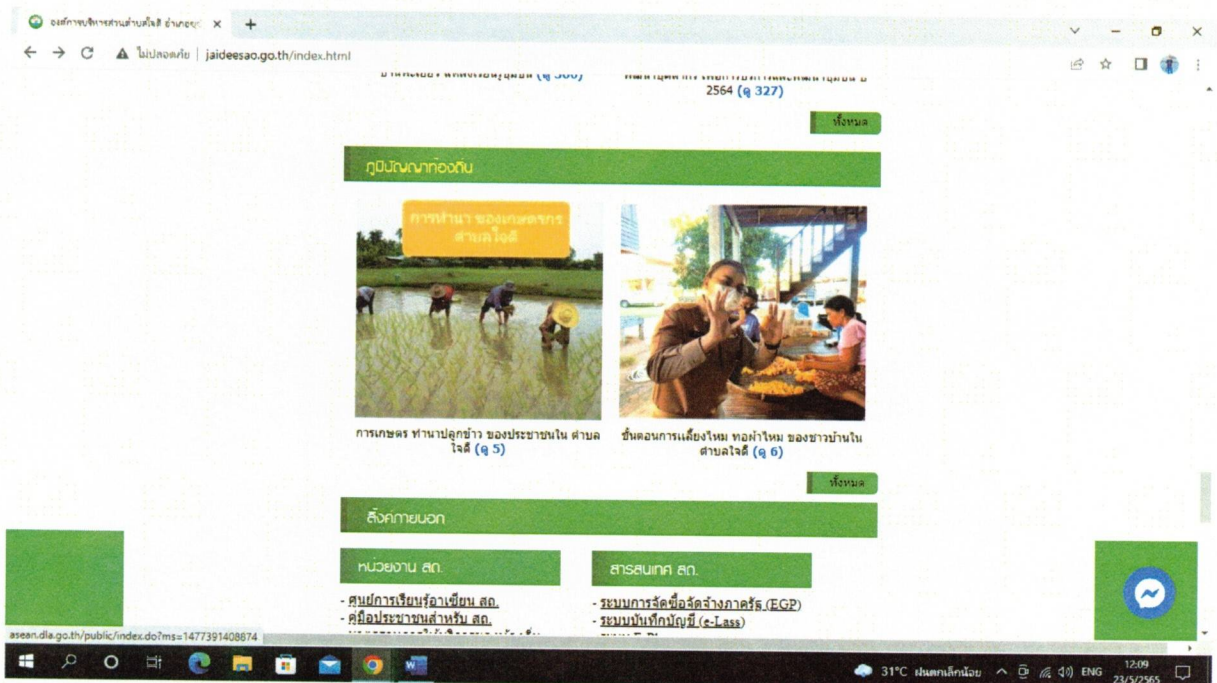 องค์การบริหารส่วนตำบลใจดี อำเภอขุ
ไม่ปลอดภัย | jaideesao.go.th/index.html
2564 (ดู 327)
ทั้งหมด
ภูมิปัญญาท้องถิ่น
การทำนา ของเกษตรกร
ตำบลใจดี
การเกษตร ทำนาปลูกข้าว ของประชาชนใน ตำบล
ใจดี (ดู 5)
ขั้นตอนการเลี้ยงไหม ทอผ้าไหม ของชาวบ้านใน
ตำบลใจดี (ดู 6)
ทั้งหมด
ลิ้งค์ภายนอก
หน่วยงาน สถ.
สารสนเทศ สถ.
- ศูนย์การเรียนรู้อาเซียน สถ.
- คู่มือประชาชนสำหรับ สถ.
- ระบบการจัดซื้อจัดจ้างภาครัฐ (EGP)
- ระบบบันทึกบัญชี (e-Lass)
asean.dla.go.th/public/index.do?ms=1477391408874
31°C ฝนตกเล็กน้อย
ENG
12:09
23/5/2565